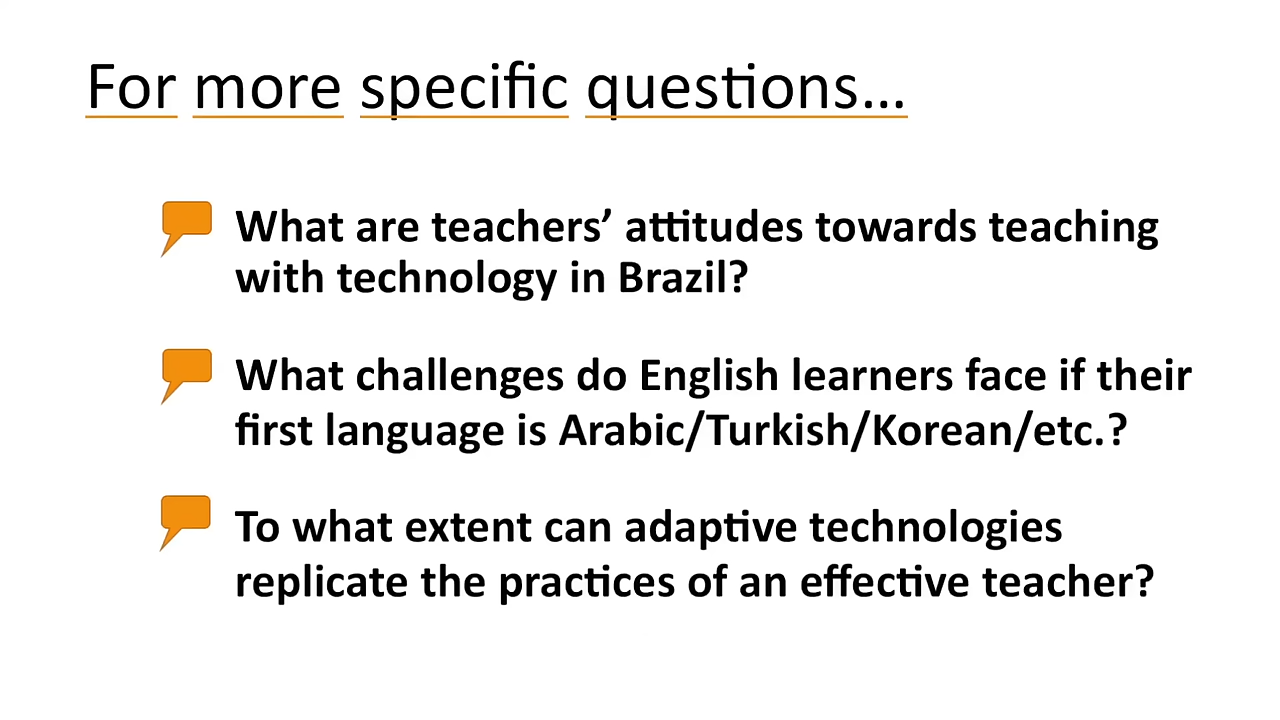 For more specific questions…
What are teachers’ attitudes towards teaching
with technology in Brazil?
What challenges do English learners face if their
first language is Arabic/Turkish/Korean/etc.?
To what extent can adaptive technologies
replicate the practices of an effective teacher?